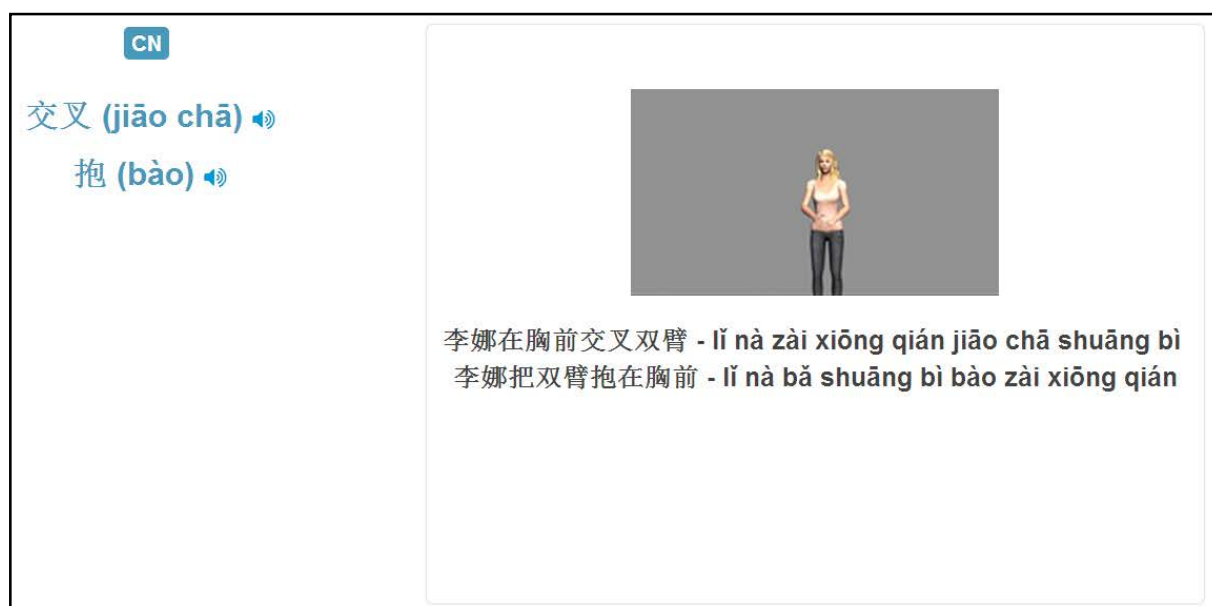 CN
交叉 (jiāo chā)
抱 (bào)
李娜在胸前交叉双臂 - lǐ nà zài xiōng qián jiāo chā shuāng bì
李娜把双臂抱在胸前 - lǐ nà bǎ shuāng bì bào zài xiōng qián